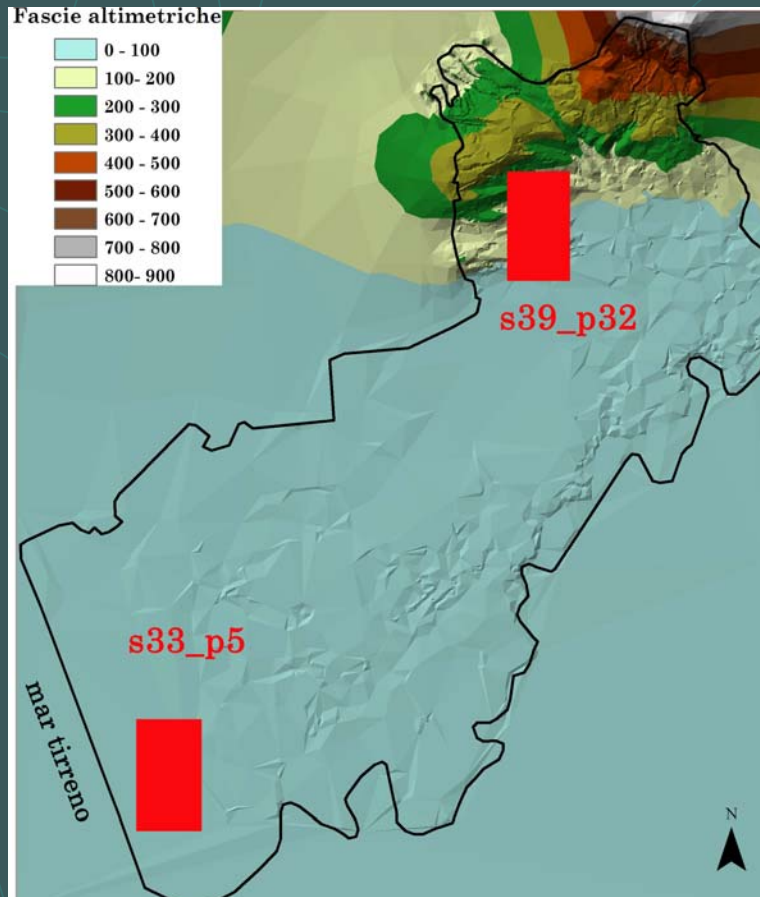 Fascie altimetriche
0 - 100
100- 200
200 - 300
300 - 400
400 - 500
500 - 600
600 - 700
700 - 800
800- 900
s39_p32
s33_p5
mar tirreno
N